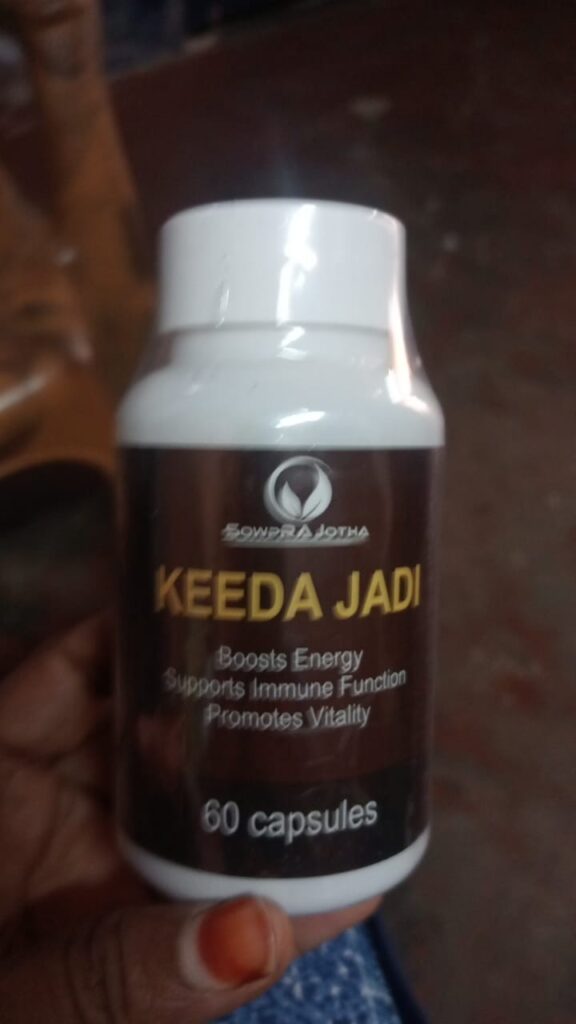 SOWPRAJOTHA
KEEDA JADI
Boosts Energy
Supports Immune Function
Promotes Vitality
60 capsules